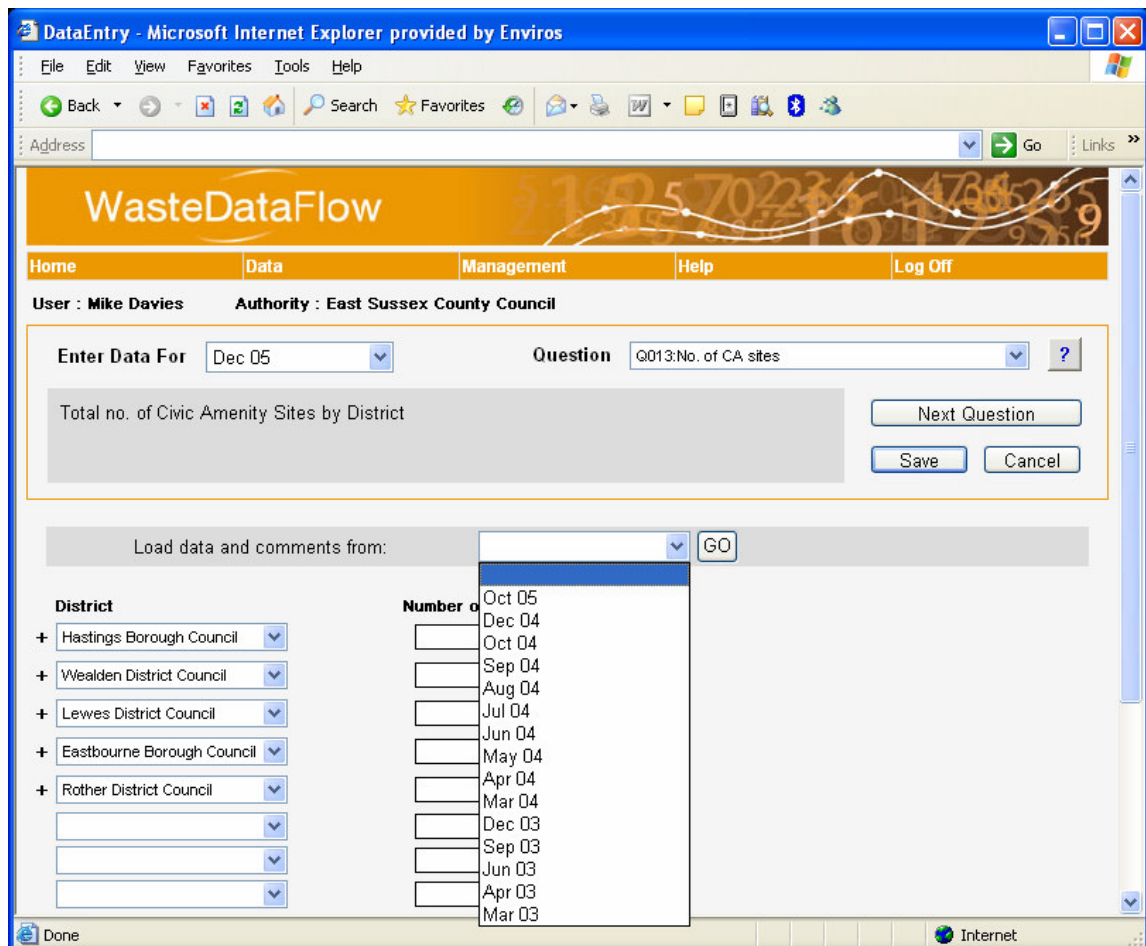 DataEntry - Microsoft Internet Explorer provided by Enviros
File Edit View Favorites Tools Help
Back Search Favorites
Address Go Links »
WasteDataFlow
Home Data Management Help Log Off
User : Mike Davies Authority : East Sussex County Council
Enter Data For Dec 05 Question Q013:No. of CA sites ?
Total no. of Civic Amenity Sites by District
Next Question
Save Cancel
Load data and comments from: GO
District Number o
+ Hastings Borough Council
+ Wealden District Council
+ Lewes District Council
+ Eastbourne Borough Council
+ Rother District Council
Oct 05
Dec 04
Oct 04
Sep 04
Aug 04
Jul 04
Jun 04
May 04
Apr 04
Mar 04
Dec 03
Sep 03
Jun 03
Apr 03
Mar 03
Done Internet